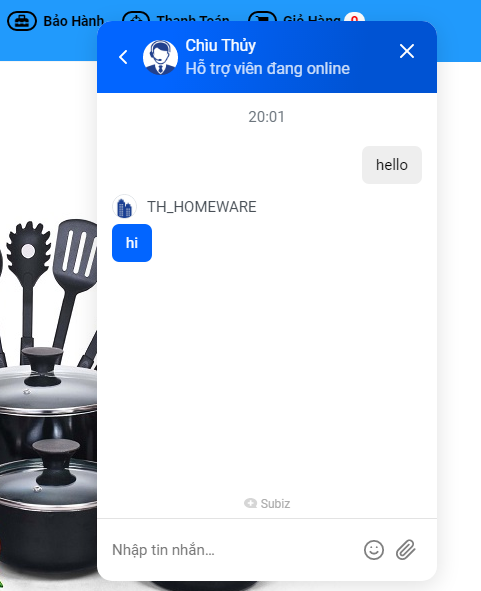 Bảo Hành Thanh Toán Giỏ Hàng
Chìu Thủy
Hỗ trợ viên đang online
20:01
hello
TH_HOMEWARE
hi
Subiz
Nhập tin nhắn...